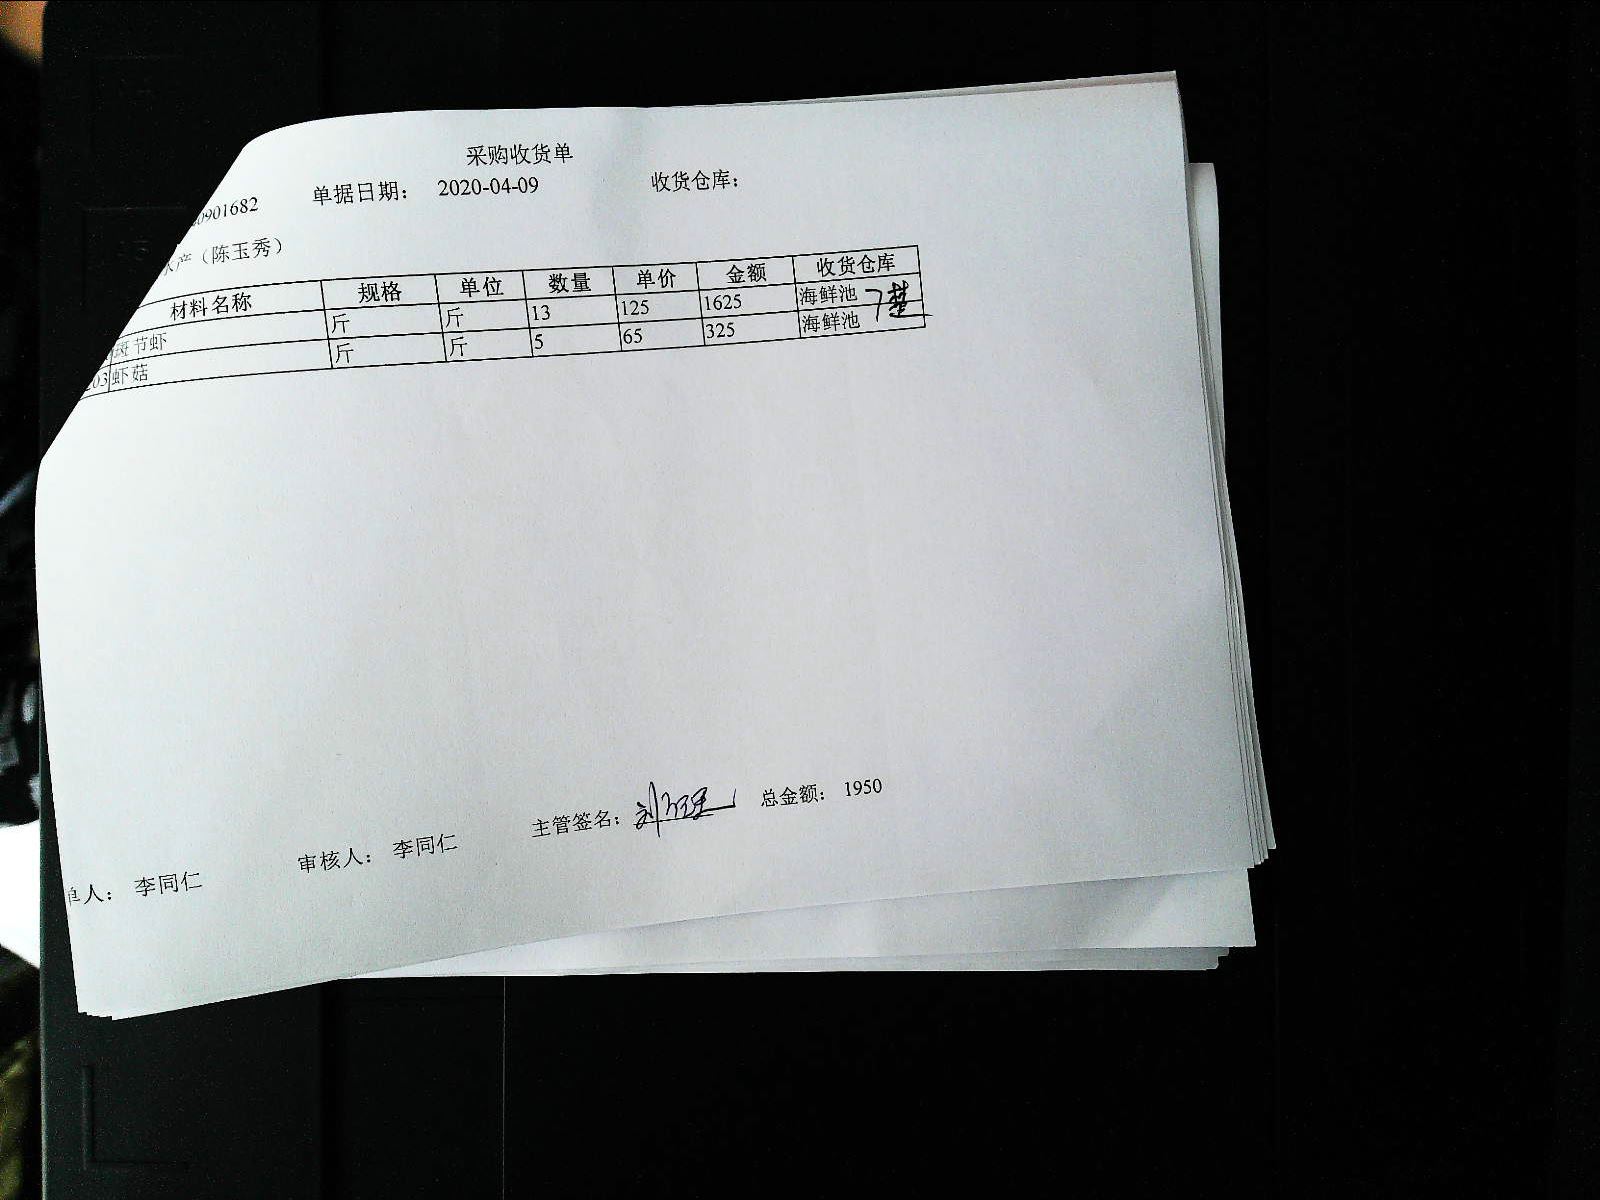 采购收货单
0901682 单据日期： 2020-04-09 收货仓库：
水产（陈玉秀）
材料名称 规格 单位 数量 单价 金额 收货仓库
斑节虾 斤 斤 13 125 1625 海鲜池
03 虾菇 斤 斤 5 65 325 海鲜池
单人： 李同仁 审核人： 李同仁 主管签名： 总金额： 1950